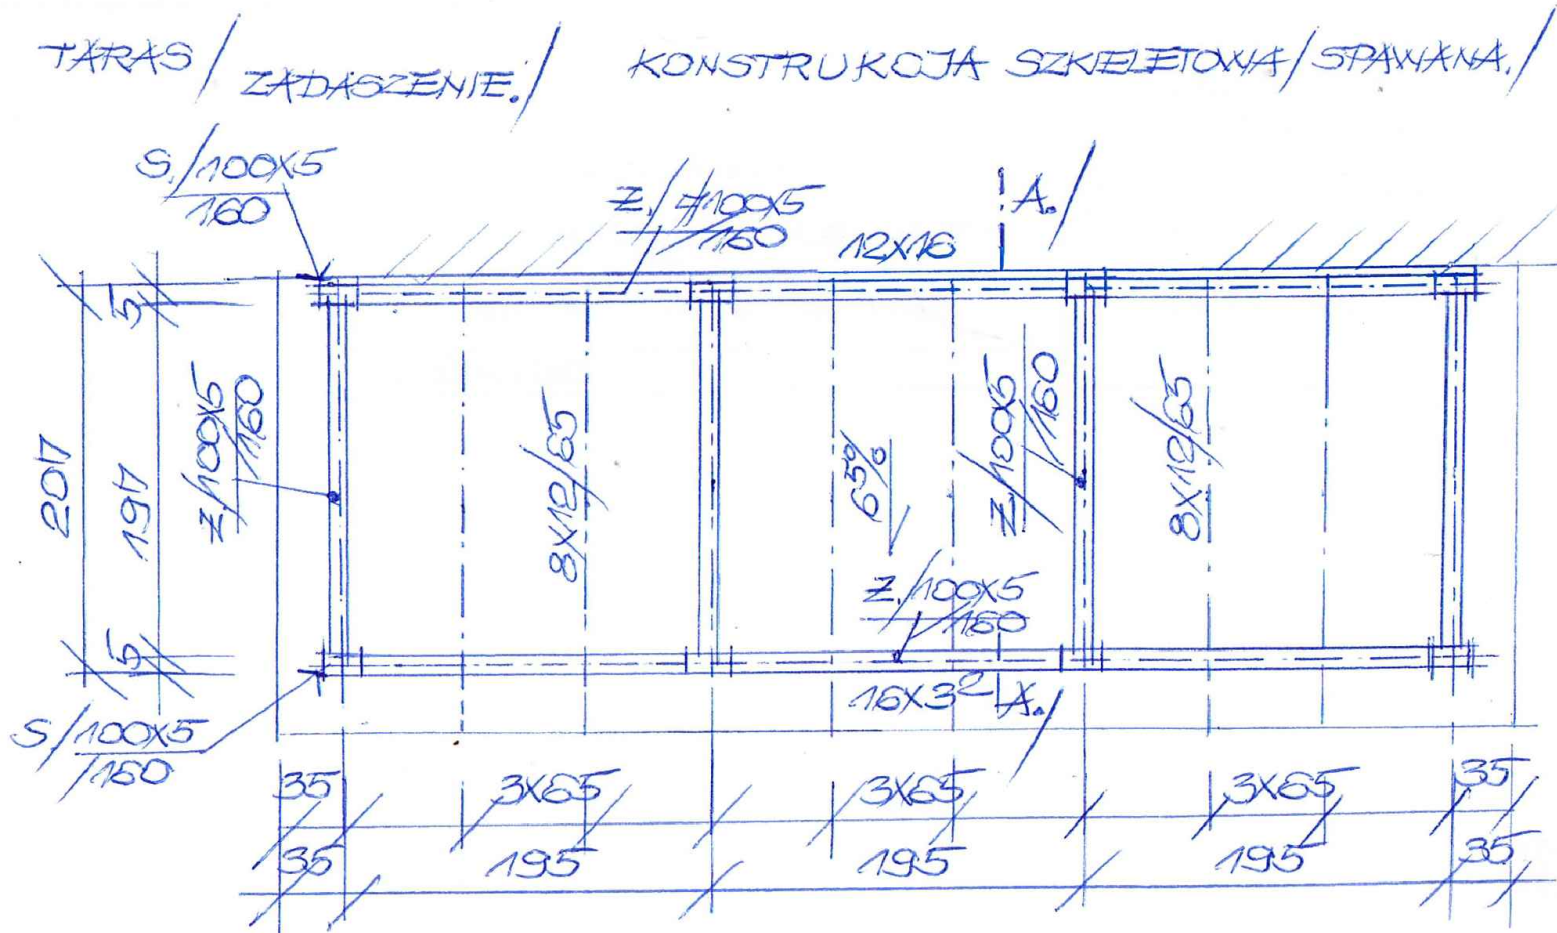 TARAS/ ZADASZENIE./ KONSTRUKCJA SZKIELETOWA/SPAWANA./
S./100X5
160
Z./#100X5
/160
12X16
A./
5
207
197
5
Z./100X5
/160
8X12/65
6⁵%
Z./100X5
/160
8X12/65
Z./100X5
/160
16X3²
A./
S/100X5
/160
35 3X65 3X65 3X65 35
35 195 195 195 35